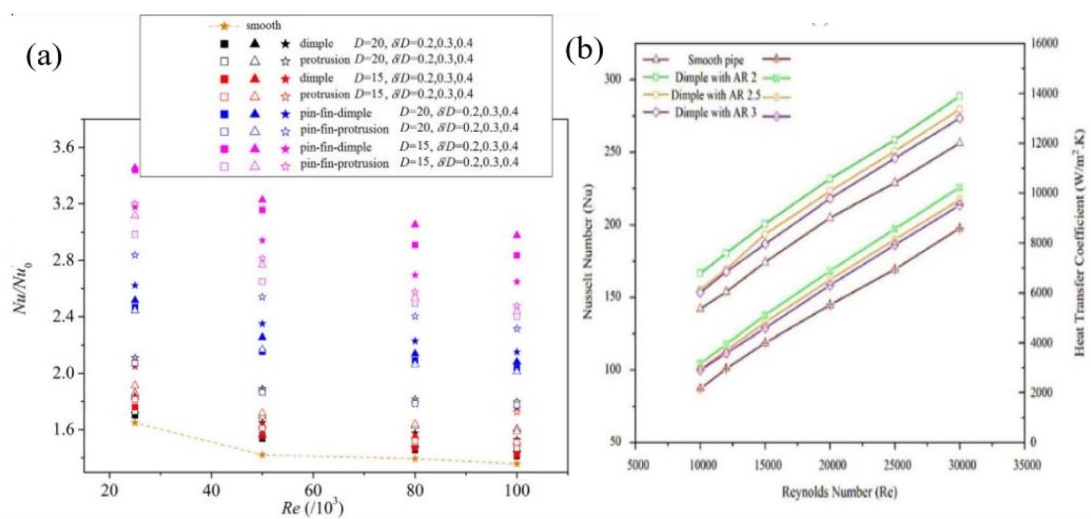 (a)
smooth
dimple D=20, δ/D=0.2,0.3,0.4
protrusion D=20, δ/D=0.2,0.3,0.4
dimple D=15, δ/D=0.2,0.3,0.4
protrusion D=15, δ/D=0.2,0.3,0.4
pin-fin-dimple D=20, δ/D=0.2,0.3,0.4
pin-fin-protrusion D=20, δ/D=0.2,0.3,0.4
pin-fin-dimple D=15, δ/D=0.2,0.3,0.4
pin-fin-protrusion D=15, δ/D=0.2,0.3,0.4
3.6
3.2
2.8
2.4
2.0
1.6
Nu/Nu0
20 40 60 80 100
Re (/10³)
(b)
Smooth pipe
Dimple with AR 2
Dimple with AR 2.5
Dimple with AR 3
300
250
200
150
100
50
Nusselt Number (Nu)
16000
14000
12000
10000
8000
6000
4000
2000
0
Heat Transfer Coefficient (W/m².K)
5000 10000 15000 20000 25000 30000 35000
Reynolds Number (Re)